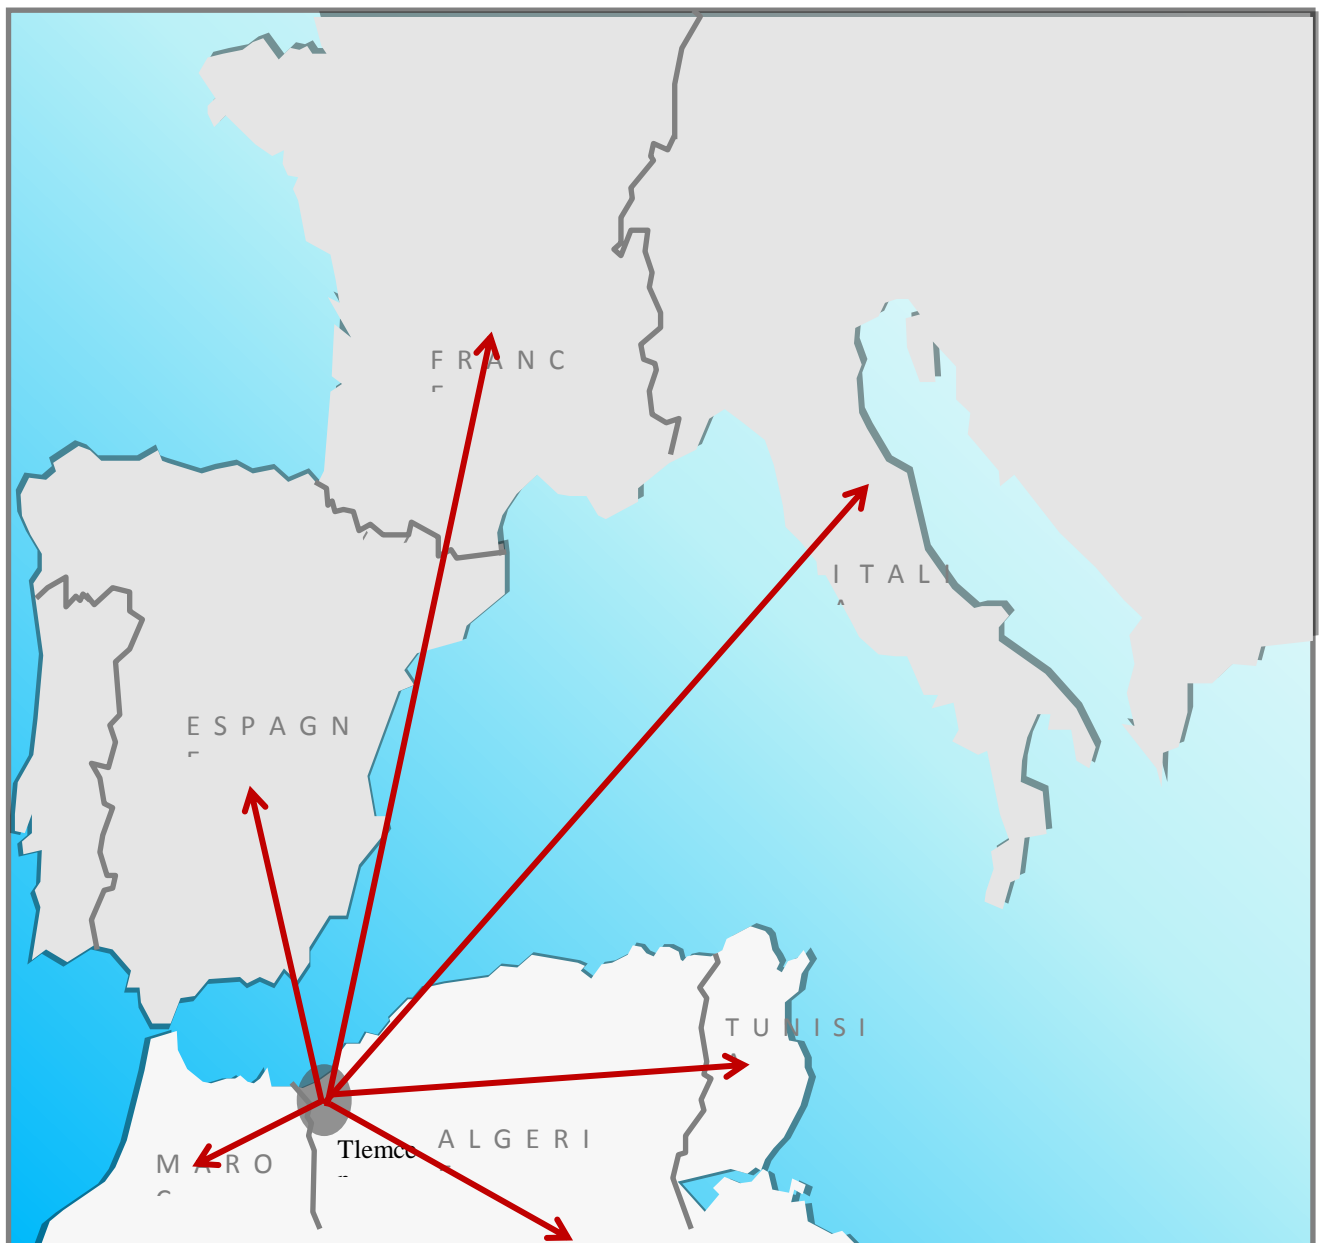 F R A N C
E
I T A L I
A
E S P A G N
E
T U N I S I
A
A L G E R I
Tlemce
n
M A R O
C